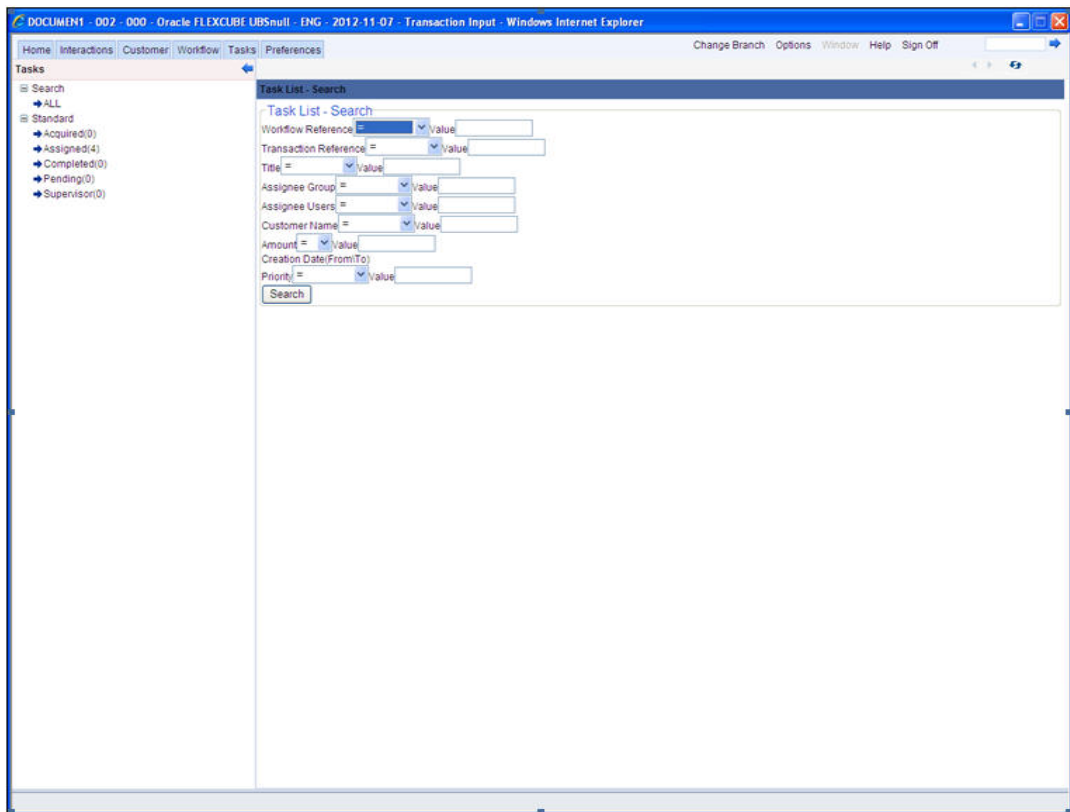 DOCUMEN1 - 002 - 000 - Oracle FLEXCUBE UBSnull - ENG - 2012-11-07 - Transaction Input - Windows Internet Explorer
Home Interactions Customer Workflow Tasks Preferences Change Branch Options Window Help Sign Off
Tasks
Search
ALL
Standard
Acquired(0)
Assigned(4)
Completed(0)
Pending(0)
Supervisor(0)
Task List - Search
Task List - Search
Workflow Reference = Value
Transaction Reference = Value
Title = Value
Assignee Group = Value
Assignee Users = Value
Customer Name = Value
Amount = Value
Creation Date(From\To)
Priority = Value
Search